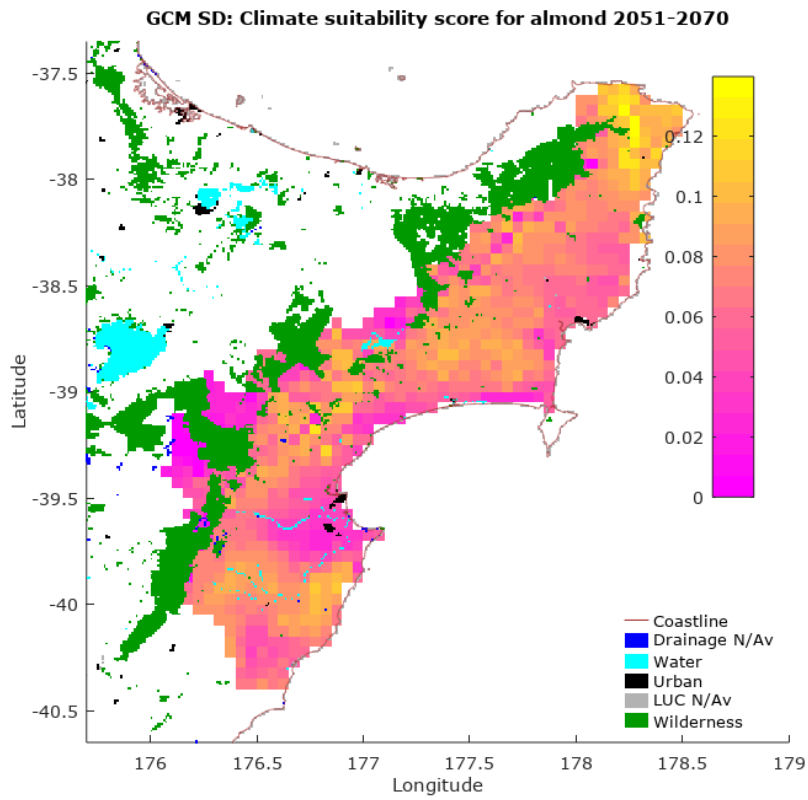 GCM SD: Climate suitability score for almond 2051-2070
-37.5
-38
-38.5
-39
-39.5
-40
-40.5
Latitude
176
176.5
177
177.5
178
178.5
179
Longitude
0.12
0.1
0.08
0.06
0.04
0.02
0
Coastline
Drainage N/Av
Water
Urban
LUC N/Av
Wilderness